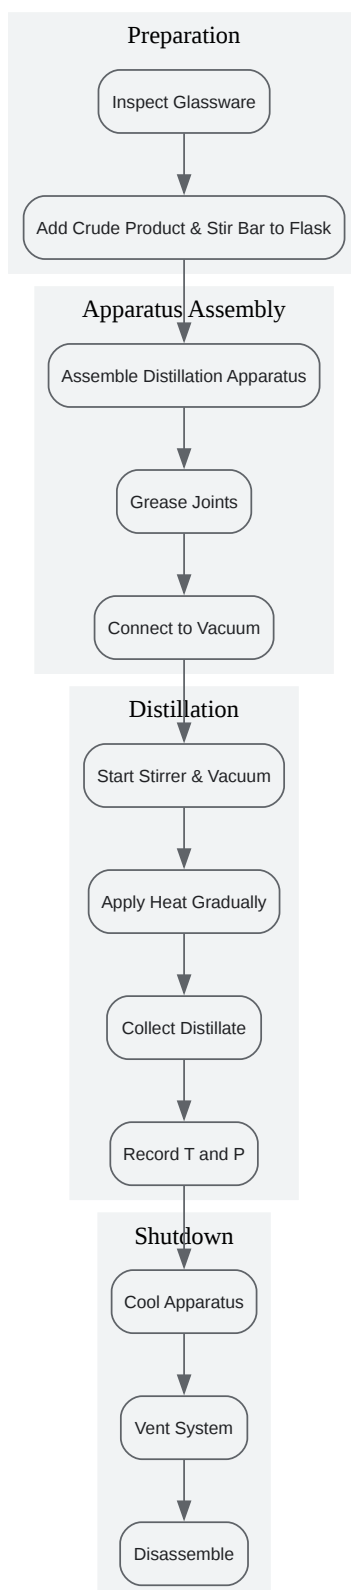 Preparation
Inspect Glassware
Add Crude Product & Stir Bar to Flask
Apparatus Assembly
Assemble Distillation Apparatus
Grease Joints
Connect to Vacuum
Distillation
Start Stirrer & Vacuum
Apply Heat Gradually
Collect Distillate
Record T and P
Shutdown
Cool Apparatus
Vent System
Disassemble